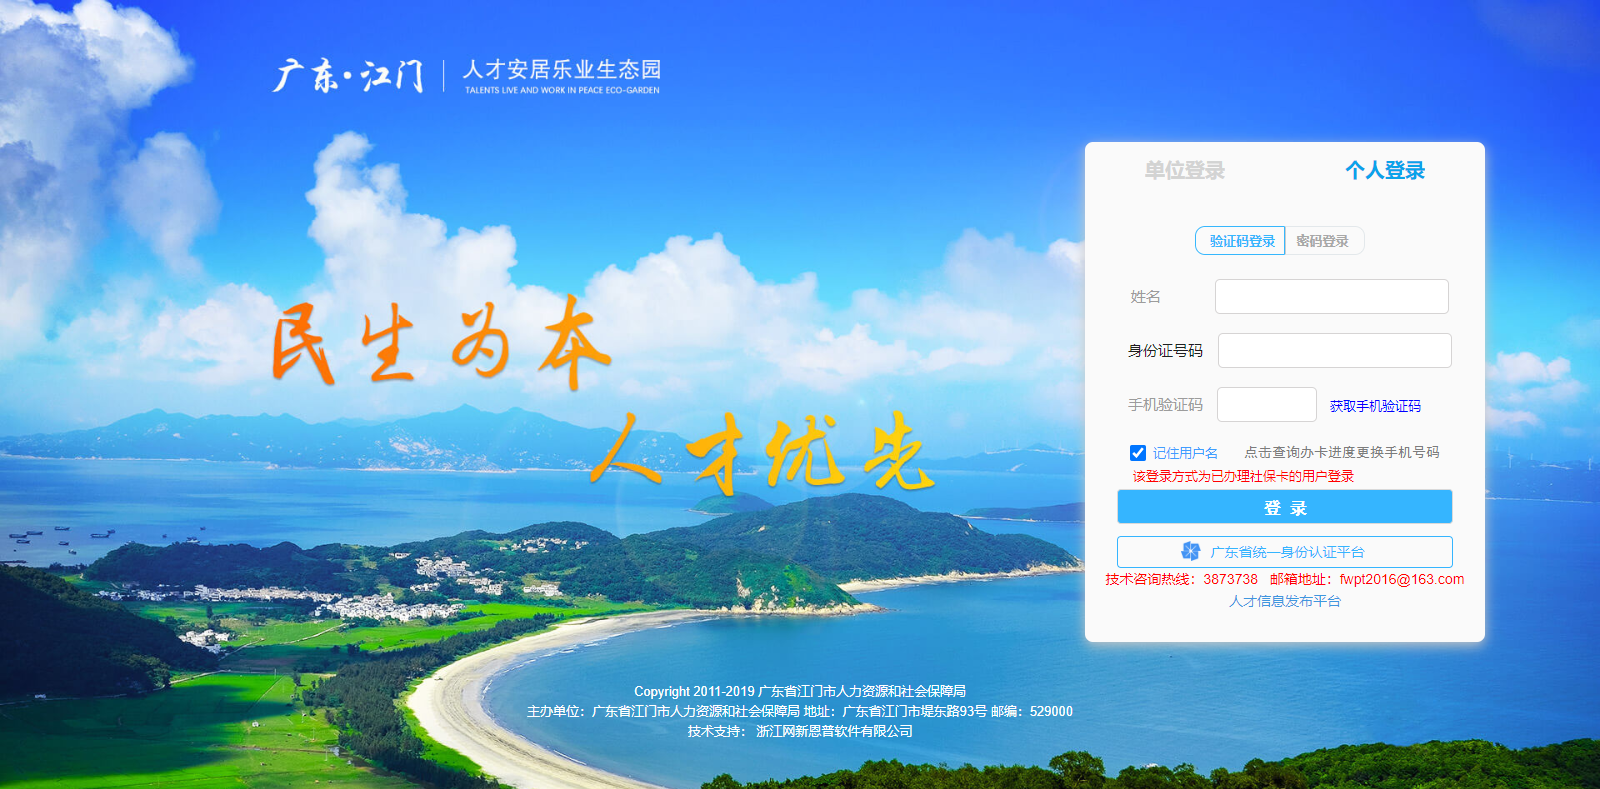 广东·江门 人才安居乐业生态园
TALENTS LIVE AND WORK IN PEACE ECO-GARDEN
民生为本
人才优先
单位登录 个人登录
验证码登录 密码登录
姓名
身份证号码
手机验证码 获取手机验证码
记住用户名 点击查询办卡进度更换手机号码
该登录方式为已办理社保卡的用户登录
登 录
广东省统一身份认证平台
技术咨询热线：3873738 邮箱地址：fwpt2016@163.com
人才信息发布平台
Copyright 2011-2019 广东省江门市人力资源和社会保障局
主办单位：广东省江门市人力资源和社会保障局 地址：广东省江门市堤东路93号 邮编：529000
技术支持： 浙江网新恩普软件有限公司